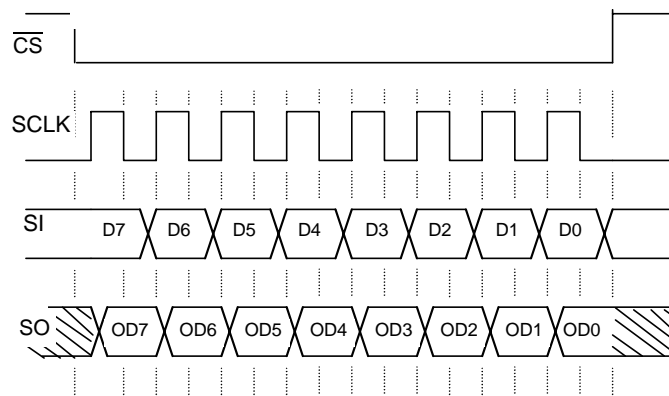 CS
SCLK
SI D7 D6 D5 D4 D3 D2 D1 D0
SO OD7 OD6 OD5 OD4 OD3 OD2 OD1 OD0